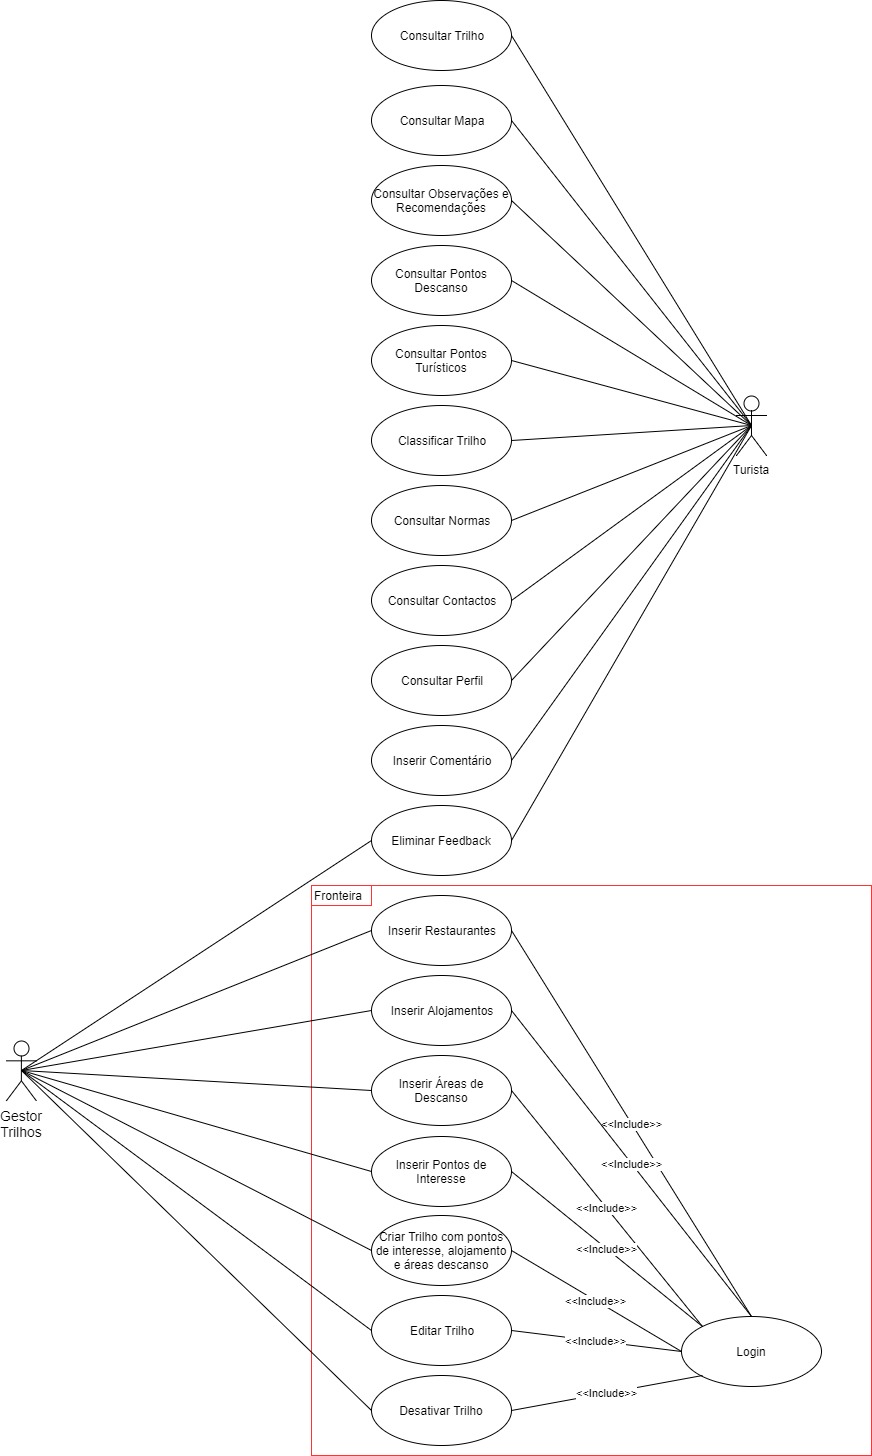 Consultar Trilho
Consultar Mapa
Consultar Observações e
Recomendações
Consultar Pontos
Descanso
Consultar Pontos
Turísticos
Turista
Classificar Trilho
Consultar Normas
Consultar Contactos
Consultar Perfil
Inserir Comentário
Eliminar Feedback
Fronteira
Inserir Restaurantes
Inserir Alojamentos
Gestor
Trilhos
Inserir Áreas de
Descanso
<<Include>>
Inserir Pontos de
Interesse
<<Include>>
<<Include>>
Criar Trilho com pontos
de interesse, alojamento
e áreas descanso
<<Include>>
<<Include>>
Editar Trilho
<<Include>>
Login
<<Include>>
Desativar Trilho